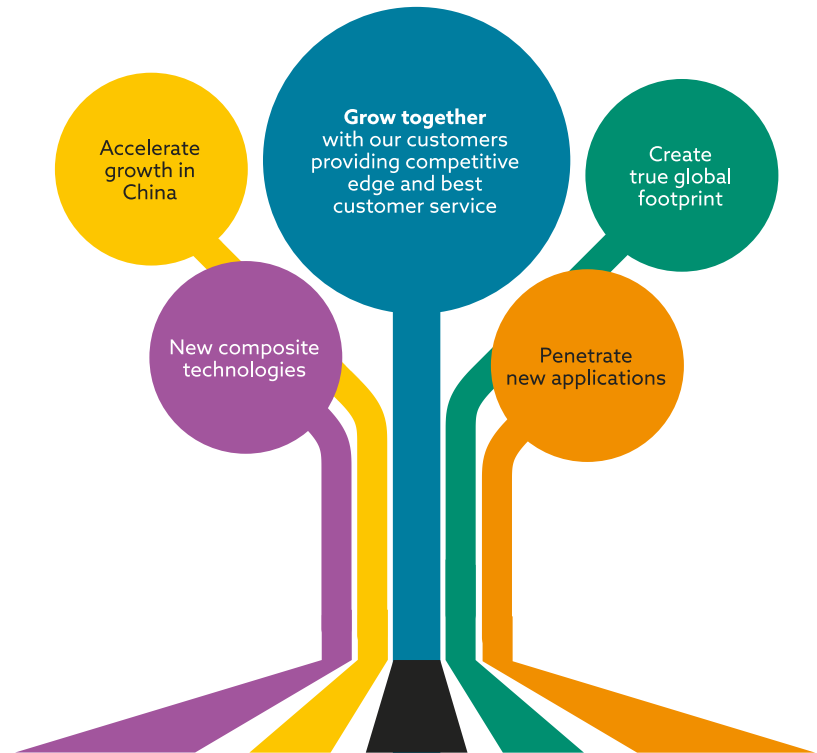 Grow together
with our customers
providing competitive
edge and best
customer service
Accelerate
growth in
China
Create
true global
footprint
New composite
technologies
Penetrate
new applications